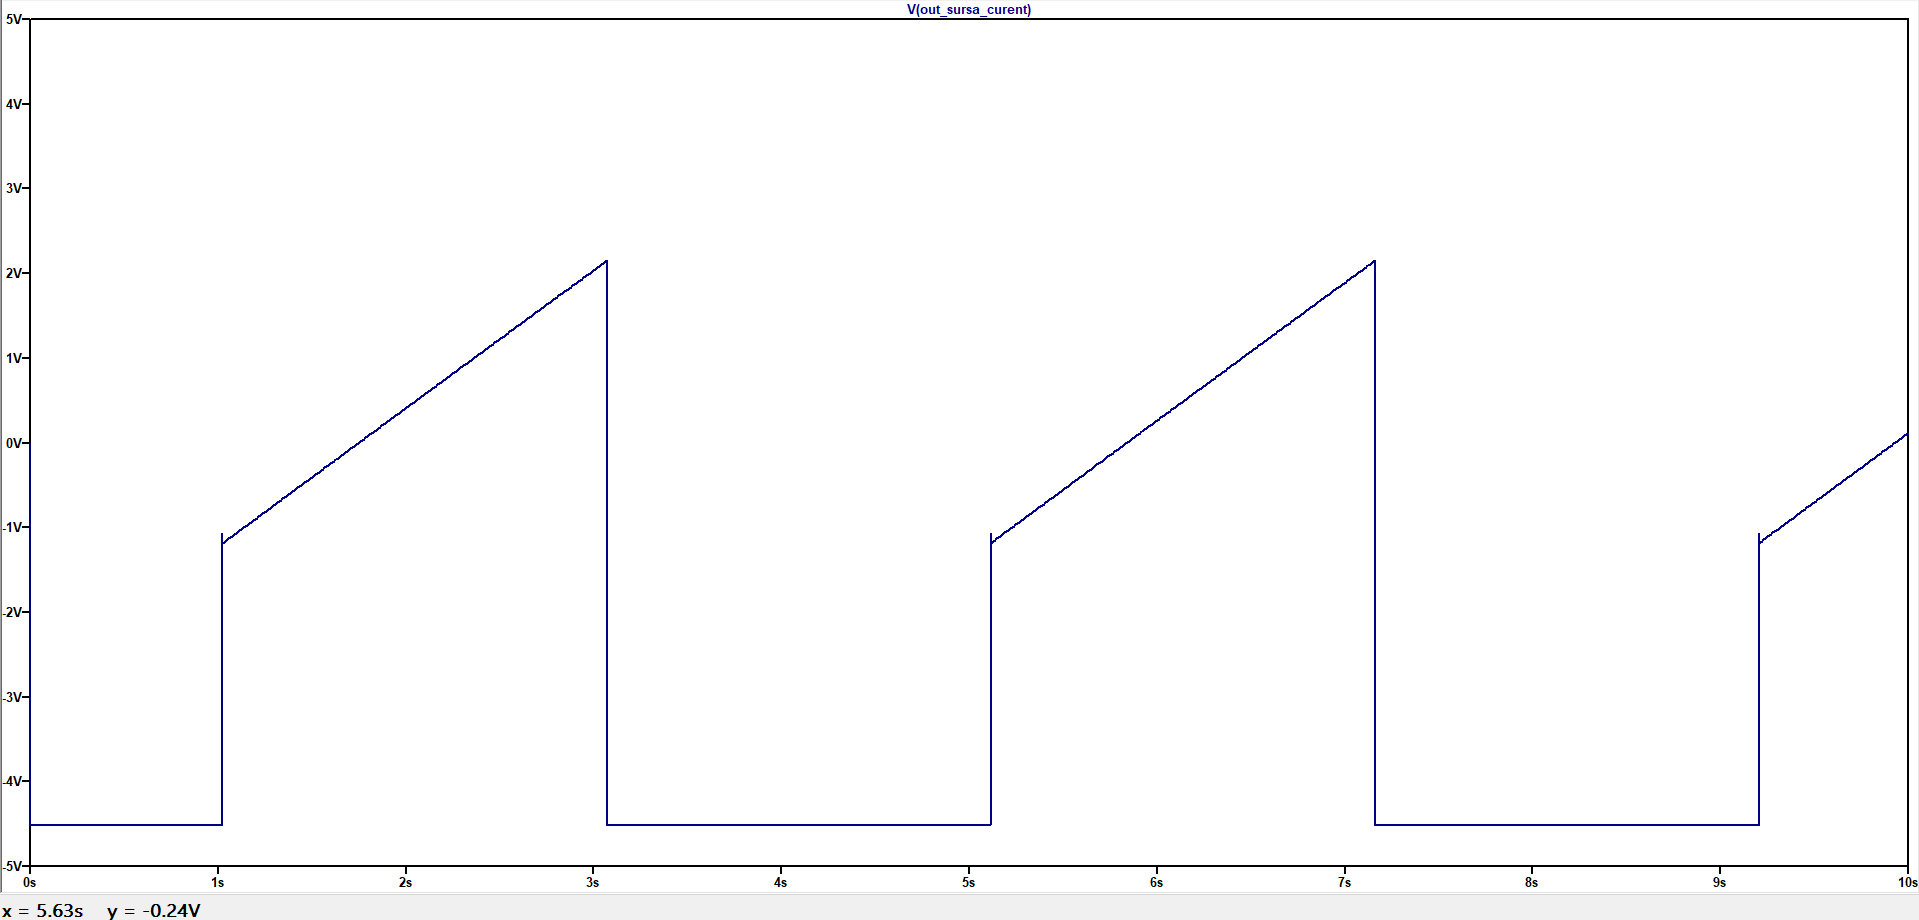 V(out_sursa_curent)
5V
4V
3V
2V
1V
0V
-1V
-2V
-3V
-4V
-5V
0s 1s 2s 3s 4s 5s 6s 7s 8s 9s 10s
x = 5.63s y = -0.24V